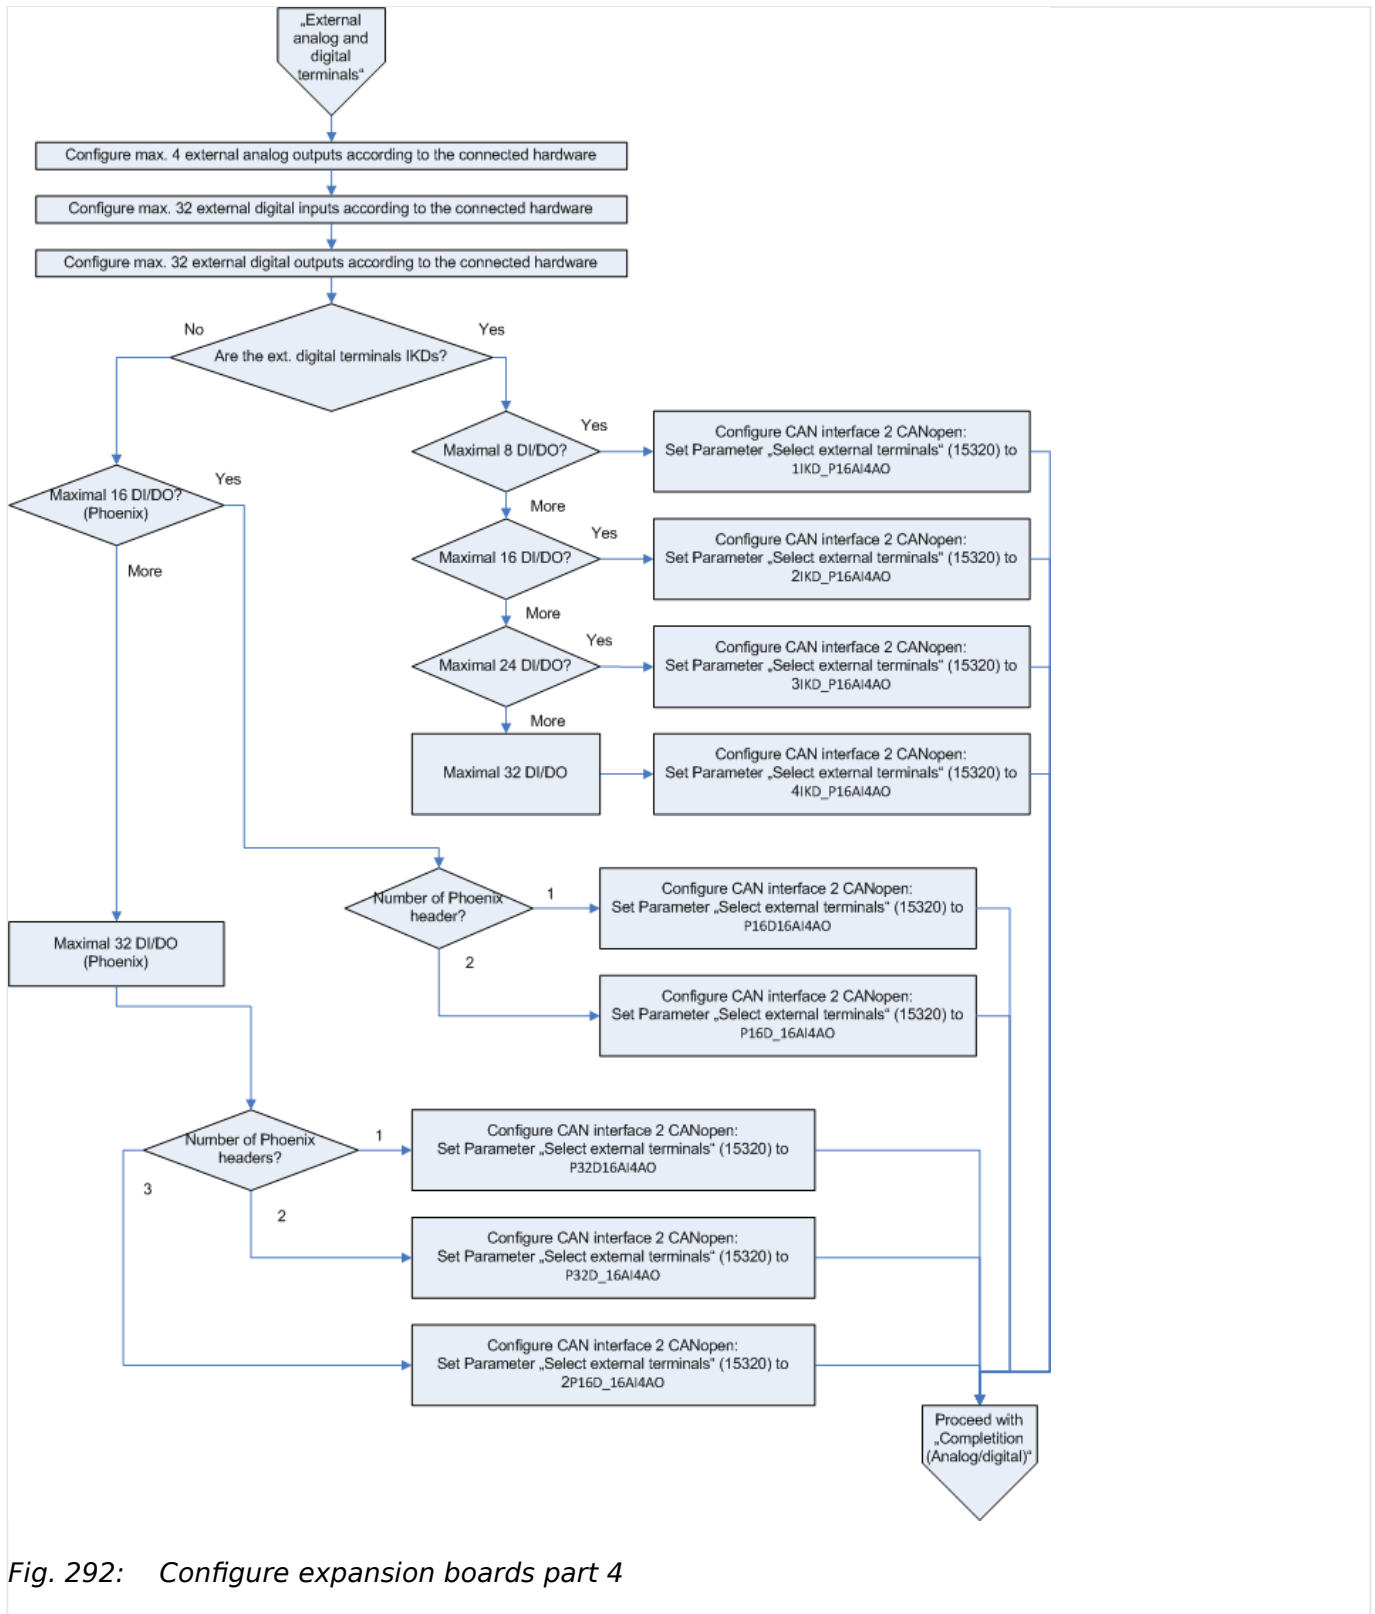 „External
analog and
digital
terminals“
Configure max. 4 external analog outputs according to the connected hardware
Configure max. 32 external digital inputs according to the connected hardware
Configure max. 32 external digital outputs according to the connected hardware
No
Yes
Are the ext. digital terminals IKDs?
Maximal 8 DI/DO?
Yes
Configure CAN interface 2 CANopen:
Set Parameter „Select external terminals“ (15320) to
1IKD_P16AI4AO
More
Maximal 16 DI/DO?
(Phoenix)
Yes
More
Maximal 16 DI/DO?
Yes
Configure CAN interface 2 CANopen:
Set Parameter „Select external terminals“ (15320) to
2IKD_P16AI4AO
More
Maximal 24 DI/DO?
Yes
Configure CAN interface 2 CANopen:
Set Parameter „Select external terminals“ (15320) to
3IKD_P16AI4AO
More
Maximal 32 DI/DO
Configure CAN interface 2 CANopen:
Set Parameter „Select external terminals“ (15320) to
4IKD_P16AI4AO
Number of Phoenix
header?
1
Configure CAN interface 2 CANopen:
Set Parameter „Select external terminals“ (15320) to
P16D16AI4AO
2
Configure CAN interface 2 CANopen:
Set Parameter „Select external terminals“ (15320) to
P16D_16AI4AO
Maximal 32 DI/DO
(Phoenix)
Number of Phoenix
headers?
1
Configure CAN interface 2 CANopen:
Set Parameter „Select external terminals“ (15320) to
P32D16AI4AO
3
2
Configure CAN interface 2 CANopen:
Set Parameter „Select external terminals“ (15320) to
P32D_16AI4AO
Configure CAN interface 2 CANopen:
Set Parameter „Select external terminals“ (15320) to
2P16D_16AI4AO
Proceed with
„Completition
(Analog/digital)“
Fig. 292: Configure expansion boards part 4